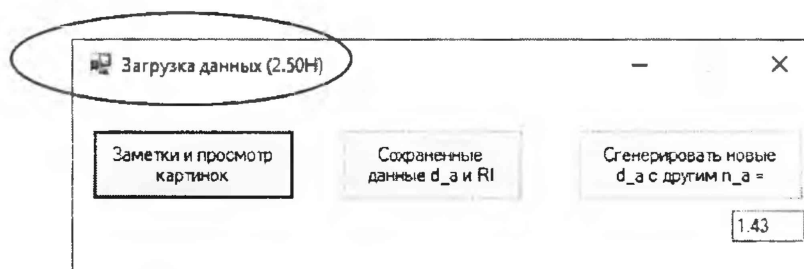 Загрузка данных (2.50H)
Заметки и просмотр
картинок
Сохраненные
данные d_a и RI
Сгенерировать новые
d_a с другим n_a =
1.43